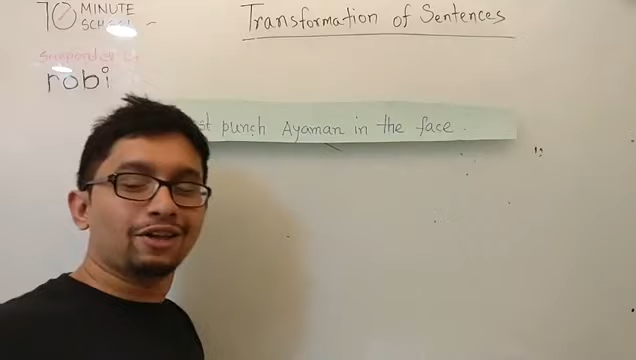 10 MINUTE
SCHOOL
Transformation of Sentences
robi
punch Ayaman in the face.